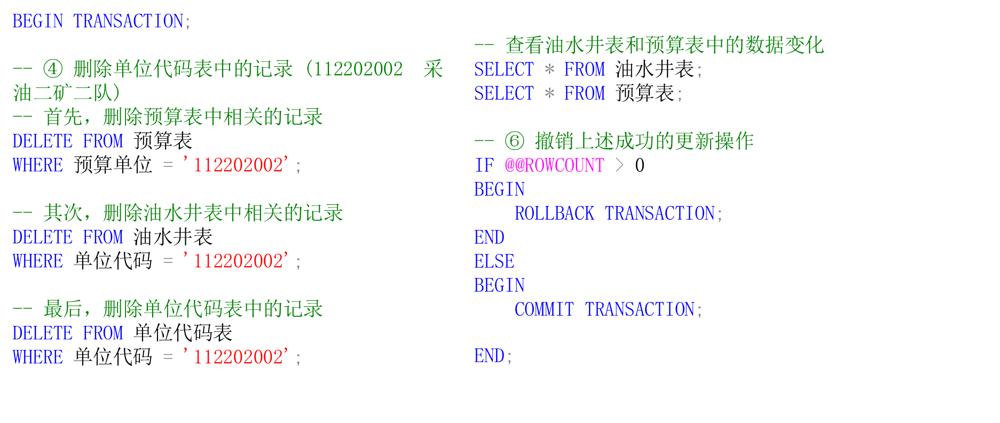 BEGIN TRANSACTION;
-- ④ 删除单位代码表中的记录 (112202002  采
油二矿二队)
-- 首先，删除预算表中相关的记录
DELETE FROM 预算表
WHERE 预算单位 = '112202002';
-- 其次，删除油水井表中相关的记录
DELETE FROM 油水井表
WHERE 单位代码 = '112202002';
-- 最后，删除单位代码表中的记录
DELETE FROM 单位代码表
WHERE 单位代码 = '112202002';
-- 查看油水井表和预算表中的数据变化
SELECT * FROM 油水井表;
SELECT * FROM 预算表;
-- ⑥ 撤销上述成功的更新操作
IF @@ROWCOUNT > 0
BEGIN
    ROLLBACK TRANSACTION;
END
ELSE
BEGIN
    COMMIT TRANSACTION;
END;